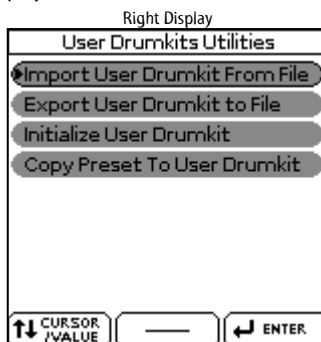 Right Display
User Drumkits Utilities
Import User Drumkit From File
Export User Drumkit to File
Initialize User Drumkit
Copy Preset To User Drumkit
CURSOR
/VALUE
ENTER